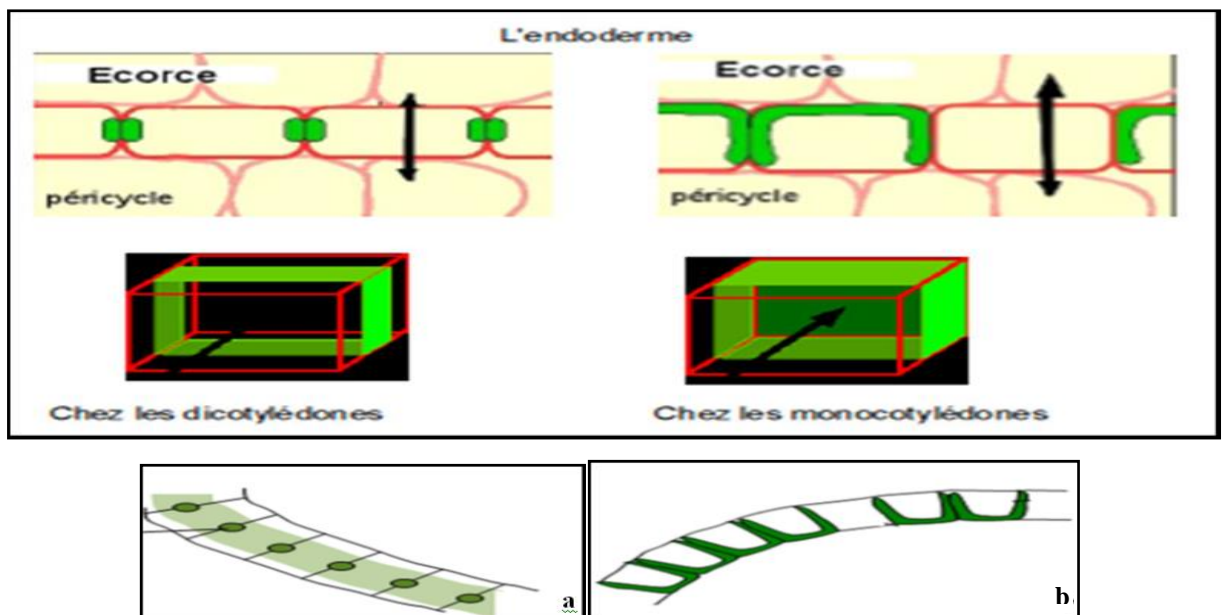 L'endoderme
Ecorce
Ecorce
péricycle
péricycle
Chez les dicotylédones
Chez les monocotylédones
a
b